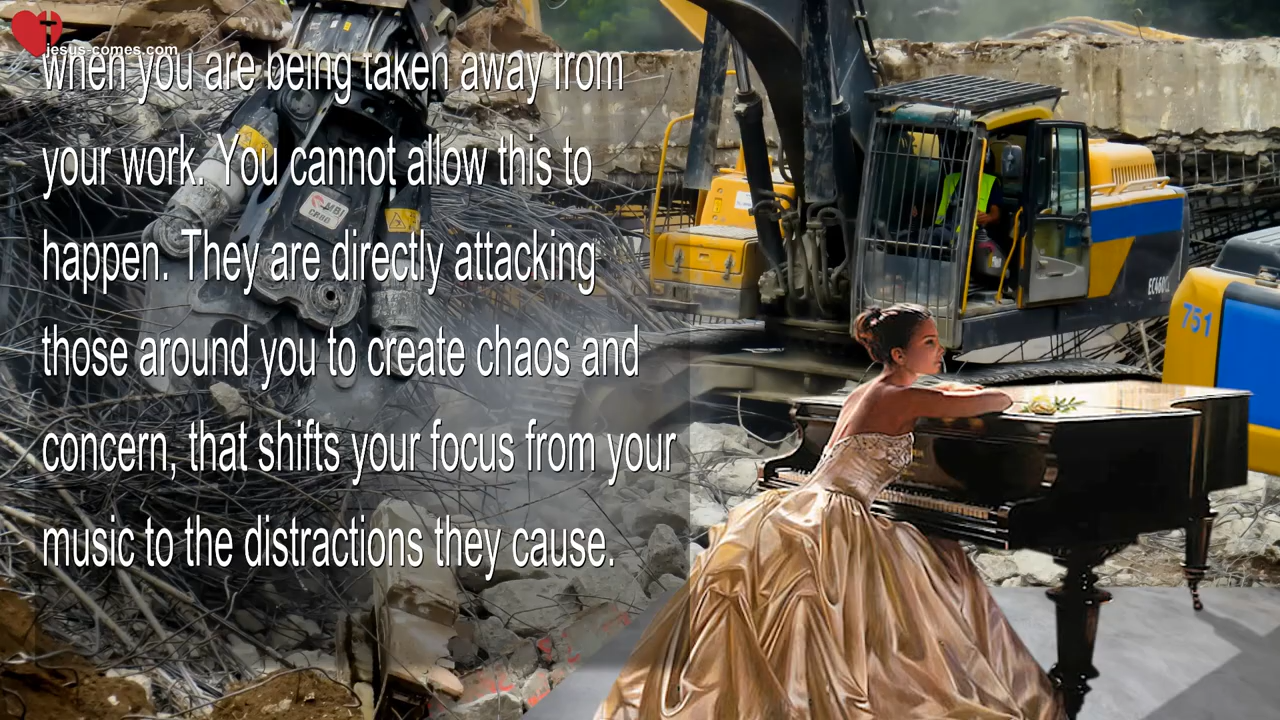 jesus-comes.com
when you are being taken away from
your work. You cannot allow this to
happen. They are directly attacking
those around you to create chaos and
concern, that shifts your focus from your
music to the distractions they cause.
EC460CL
751